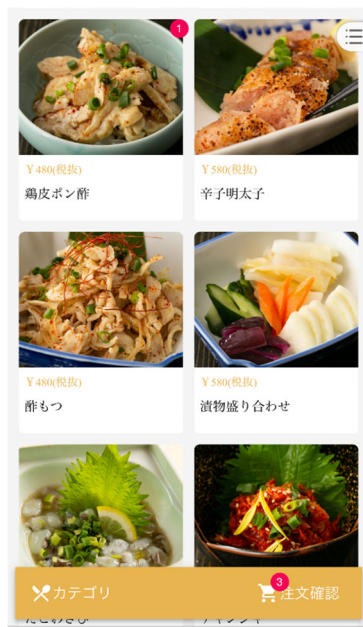 1
¥480(税抜)
鶏皮ポン酢
¥580(税抜)
辛子明太子
¥480(税抜)
酢もつ
¥580(税抜)
漬物盛り合わせ
カテゴリ
3
注文確認